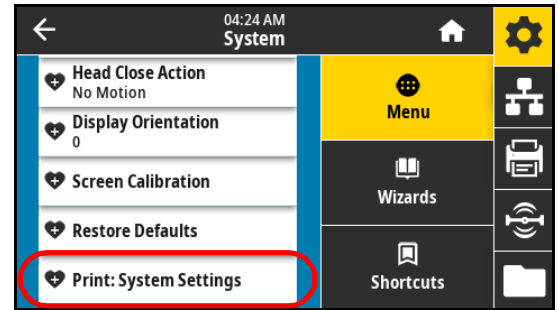 04:24 AM
System
Head Close Action
No Motion
Display Orientation
0
Screen Calibration
Restore Defaults
Print: System Settings
Menu
Wizards
Shortcuts